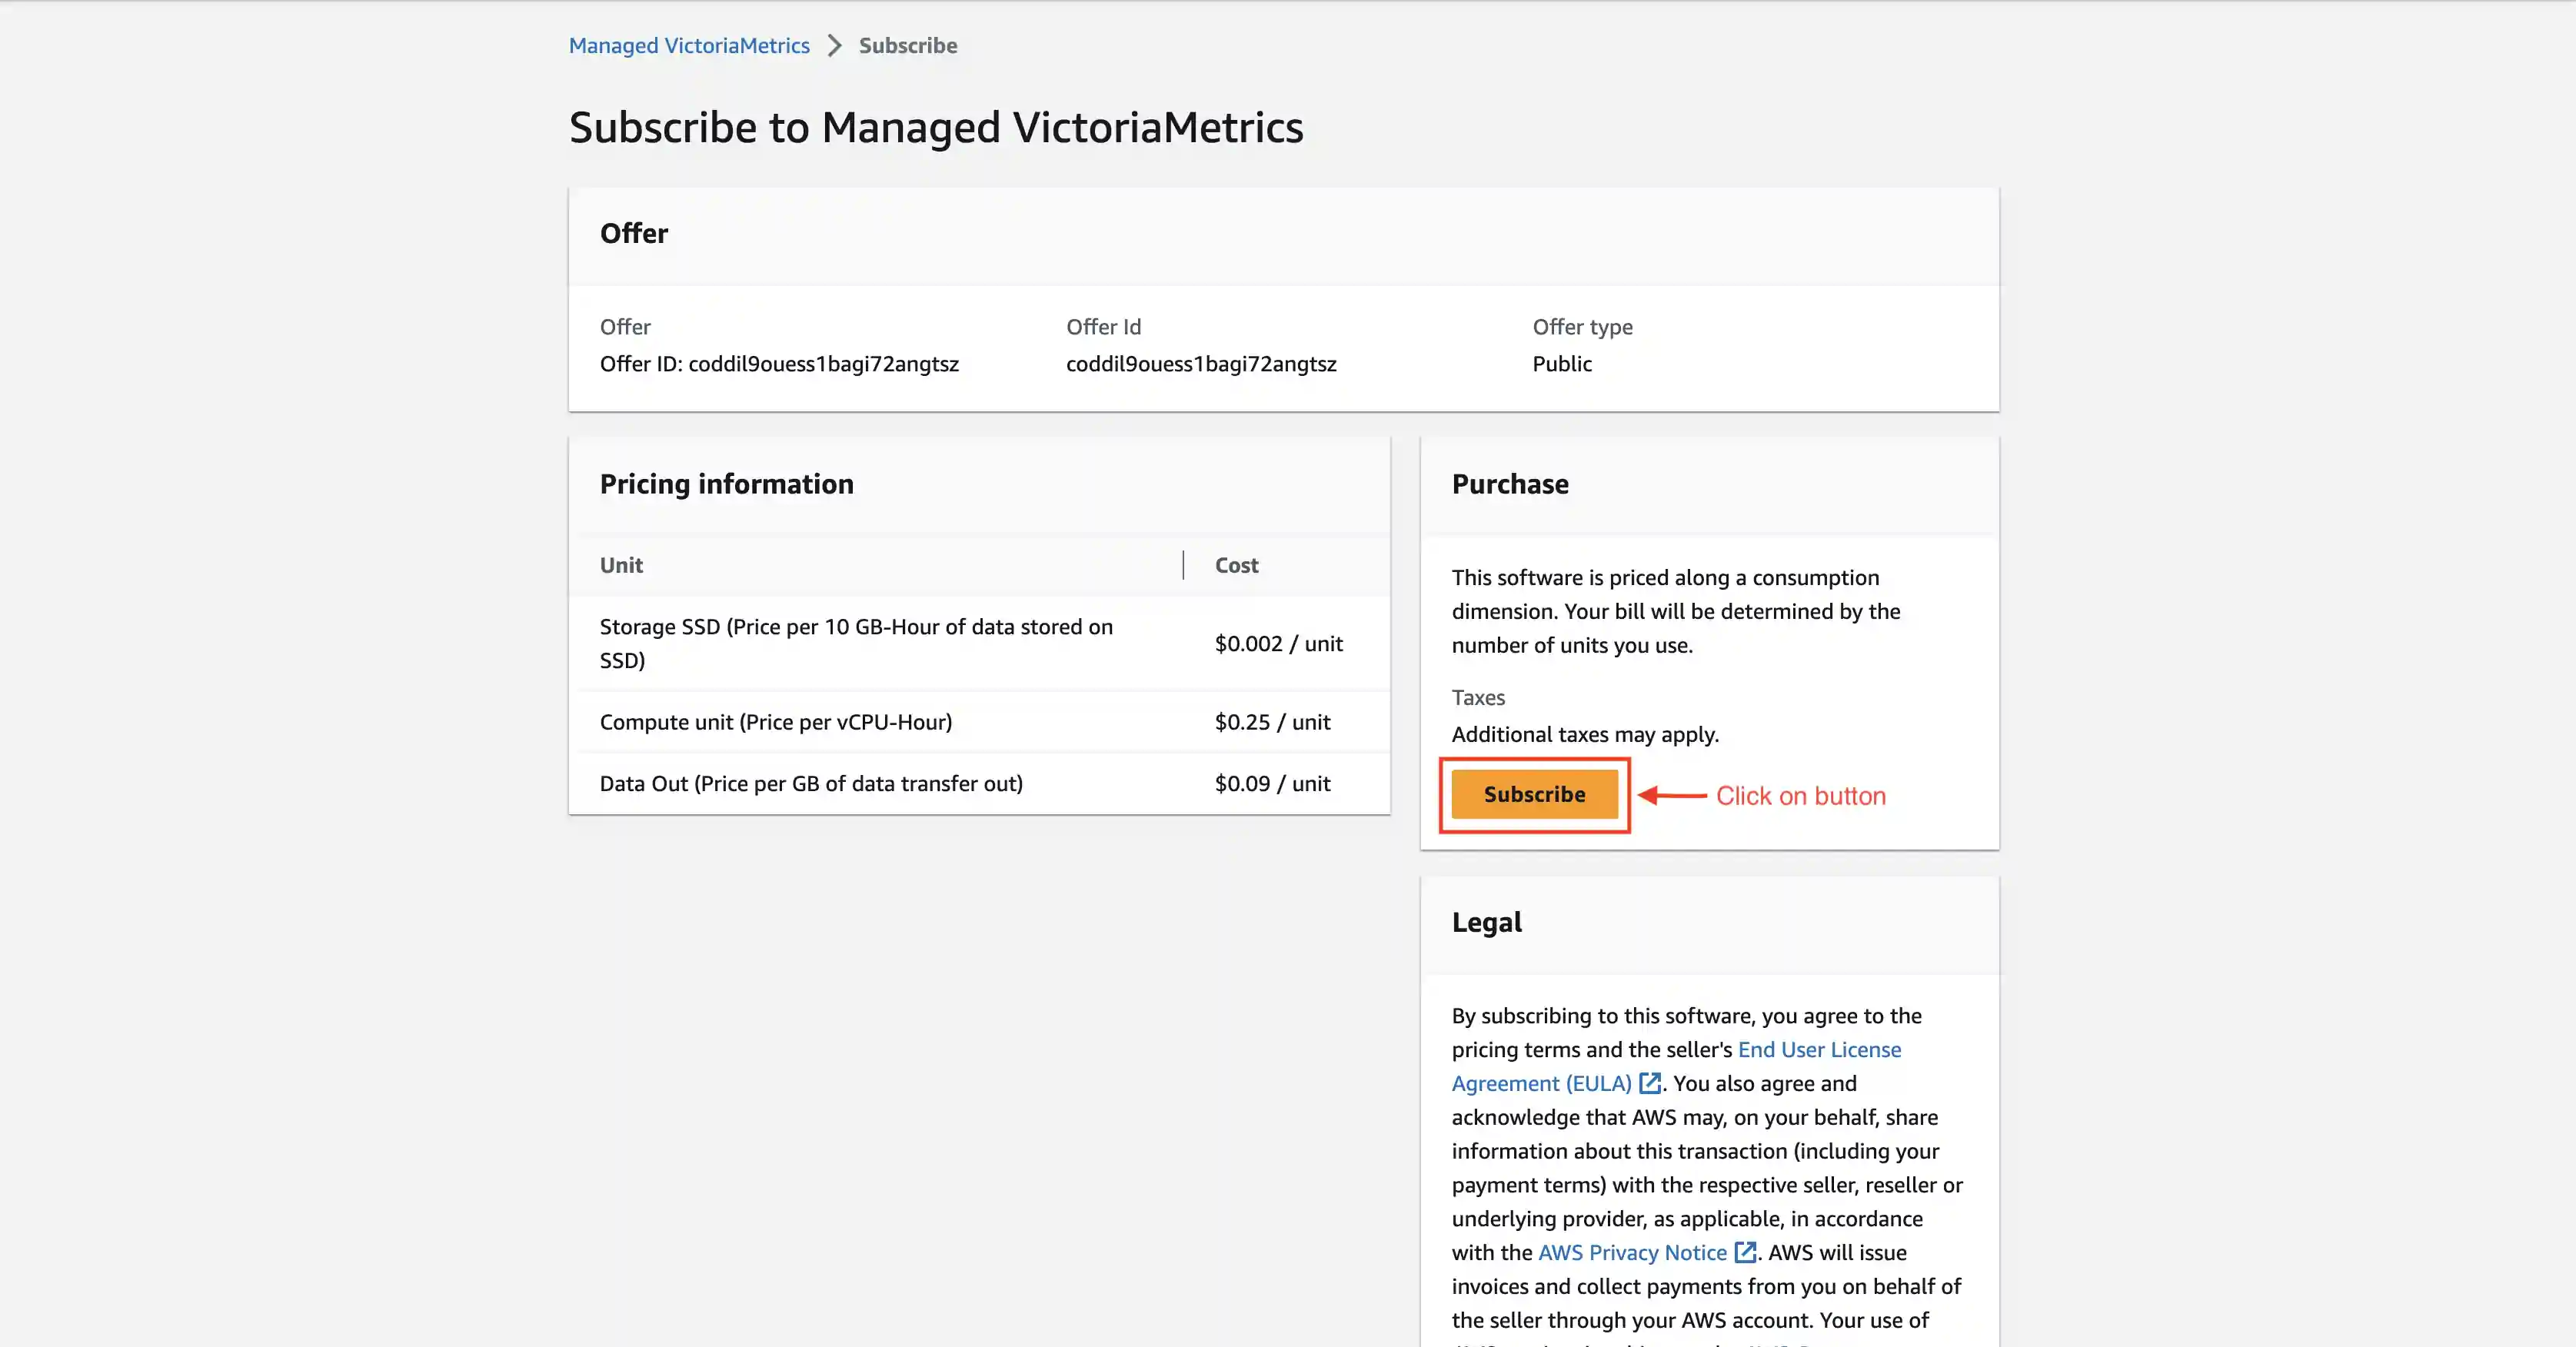 Managed VictoriaMetrics > Subscribe
Subscribe to Managed VictoriaMetrics
Offer
Offer
Offer ID: coddil9ouess1bagi72angtsz
Offer Id
coddil9ouess1bagi72angtsz
Offer type
Public
Pricing information
Unit
Cost
Storage SSD (Price per 10 GB-Hour of data stored on
SSD)
$0.002 / unit
Compute unit (Price per vCPU-Hour)
$0.25 / unit
Data Out (Price per GB of data transfer out)
$0.09 / unit
Purchase
This software is priced along a consumption
dimension. Your bill will be determined by the
number of units you use.
Taxes
Additional taxes may apply.
Subscribe
Click on button
Legal
By subscribing to this software, you agree to the
pricing terms and the seller's End User License
Agreement (EULA). You also agree and
acknowledge that AWS may, on your behalf, share
information about this transaction (including your
payment terms) with the respective seller, reseller or
underlying provider, as applicable, in accordance
with the AWS Privacy Notice. AWS will issue
invoices and collect payments from you on behalf of
the seller through your AWS account. Your use of